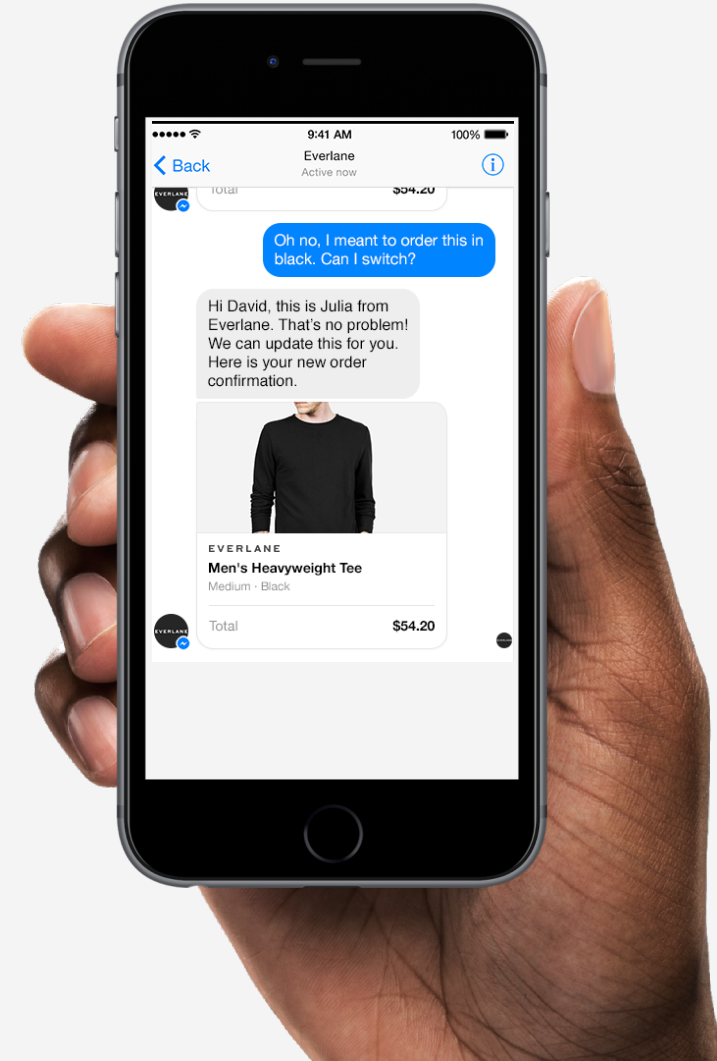 9:41 AM
100%
Back
Everlane
Active now
EVERLANE
Total
$54.20
Oh no, I meant to order this in
black. Can I switch?
Hi David, this is Julia from
Everlane. That's no problem!
We can update this for you.
Here is your new order
confirmation.
EVERLANE
Men's Heavyweight Tee
Medium · Black
EVERLANE
Total
$54.20